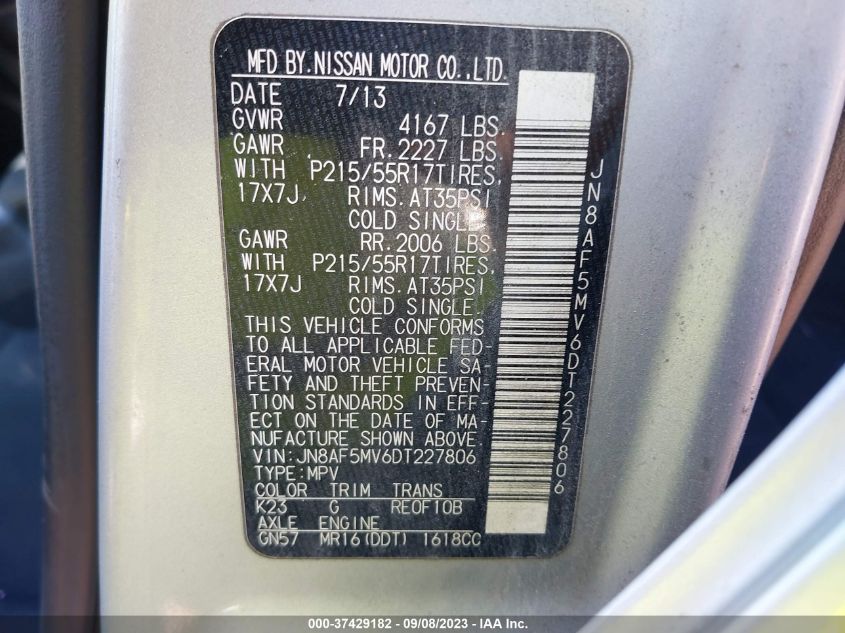 MFD BY.NISSAN MOTOR CO.,LTD.
DATE 7/13
GVWR 4167 LBS.
GAWR FR.2227 LBS.
WITH P215/55R17TIRES,
17X7J RIMS.AT35PSI
COLD SINGLE.
GAWR RR.2006 LBS.
WITH P215/55R17TIRES,
17X7J RIMS.AT35PSI
COLD SINGLE.
THIS VEHICLE CONFORMS
TO ALL APPLICABLE FED-
ERAL MOTOR VEHICLE SA-
FETY AND THEFT PREVEN-
TION STANDARDS IN EFF-
ECT ON THE DATE OF MA-
NUFACTURE SHOWN ABOVE.
VIN:JN8AF5MV6DT227806
TYPE:MPV
COLOR TRIM TRANS
K23 G RE0F10B
AXLE ENGINE
GN57 MR16(DDT) 1618CC
JN8AF5MV6DT227806
000-37429182 - 09/08/2023 - IAA Inc.